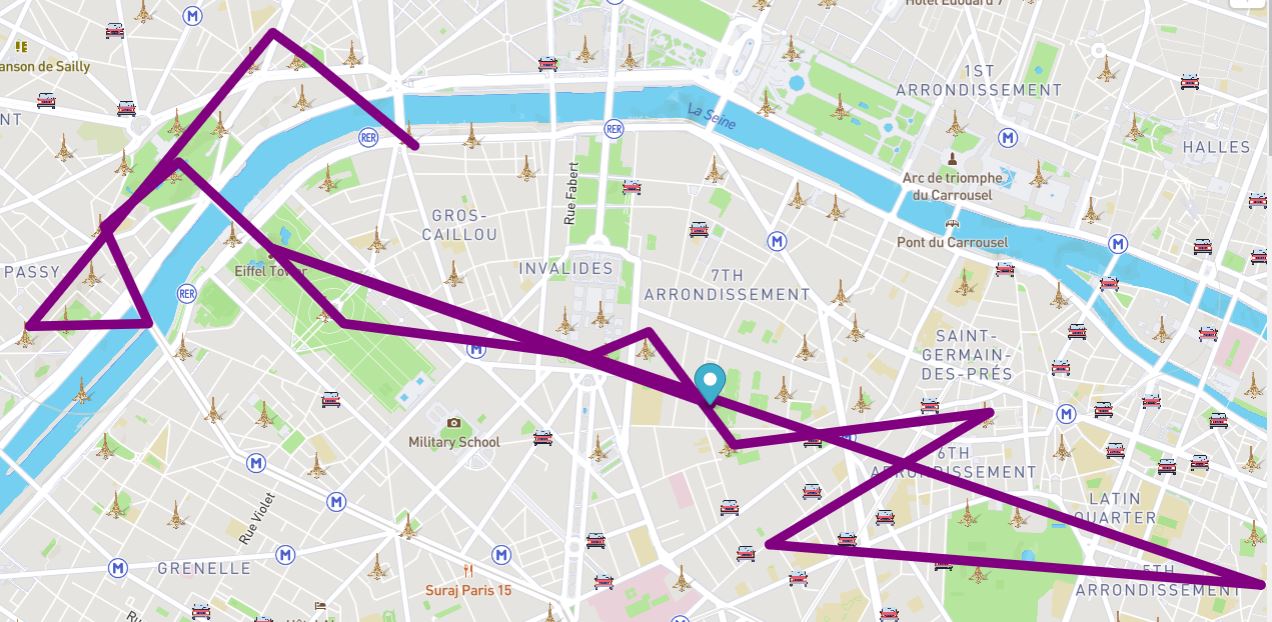 Hôtel Édouard 7
M
anson de Sailly
1ST
ARRONDISSEMENT
La Seine
NT
RER
RER
M
HALLES
Rue Fabert
Arc de triomphe
du Carrousel
GROS-
CAILLOU
Pont du Carrousel
M
M
PASSY
Eiffel Tower
INVALIDES
7TH
ARRONDISSEMENT
RER
M
SAINT-
GERMAIN-
DES-PRÉS
M
Military School
6TH
ARRONDISSEMENT
M
M
LATIN
QUARTER
Rue Violet
M
M
M
GRENELLE
Suraj Paris 15
5TH
ARRONDISSEMENT